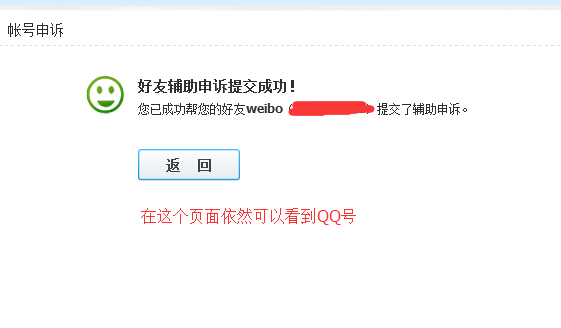 帐号申诉
好友辅助申诉提交成功！
您已成功帮您的好友weibo（）提交了辅助申诉。
返 回
在这个页面依然可以看到QQ号